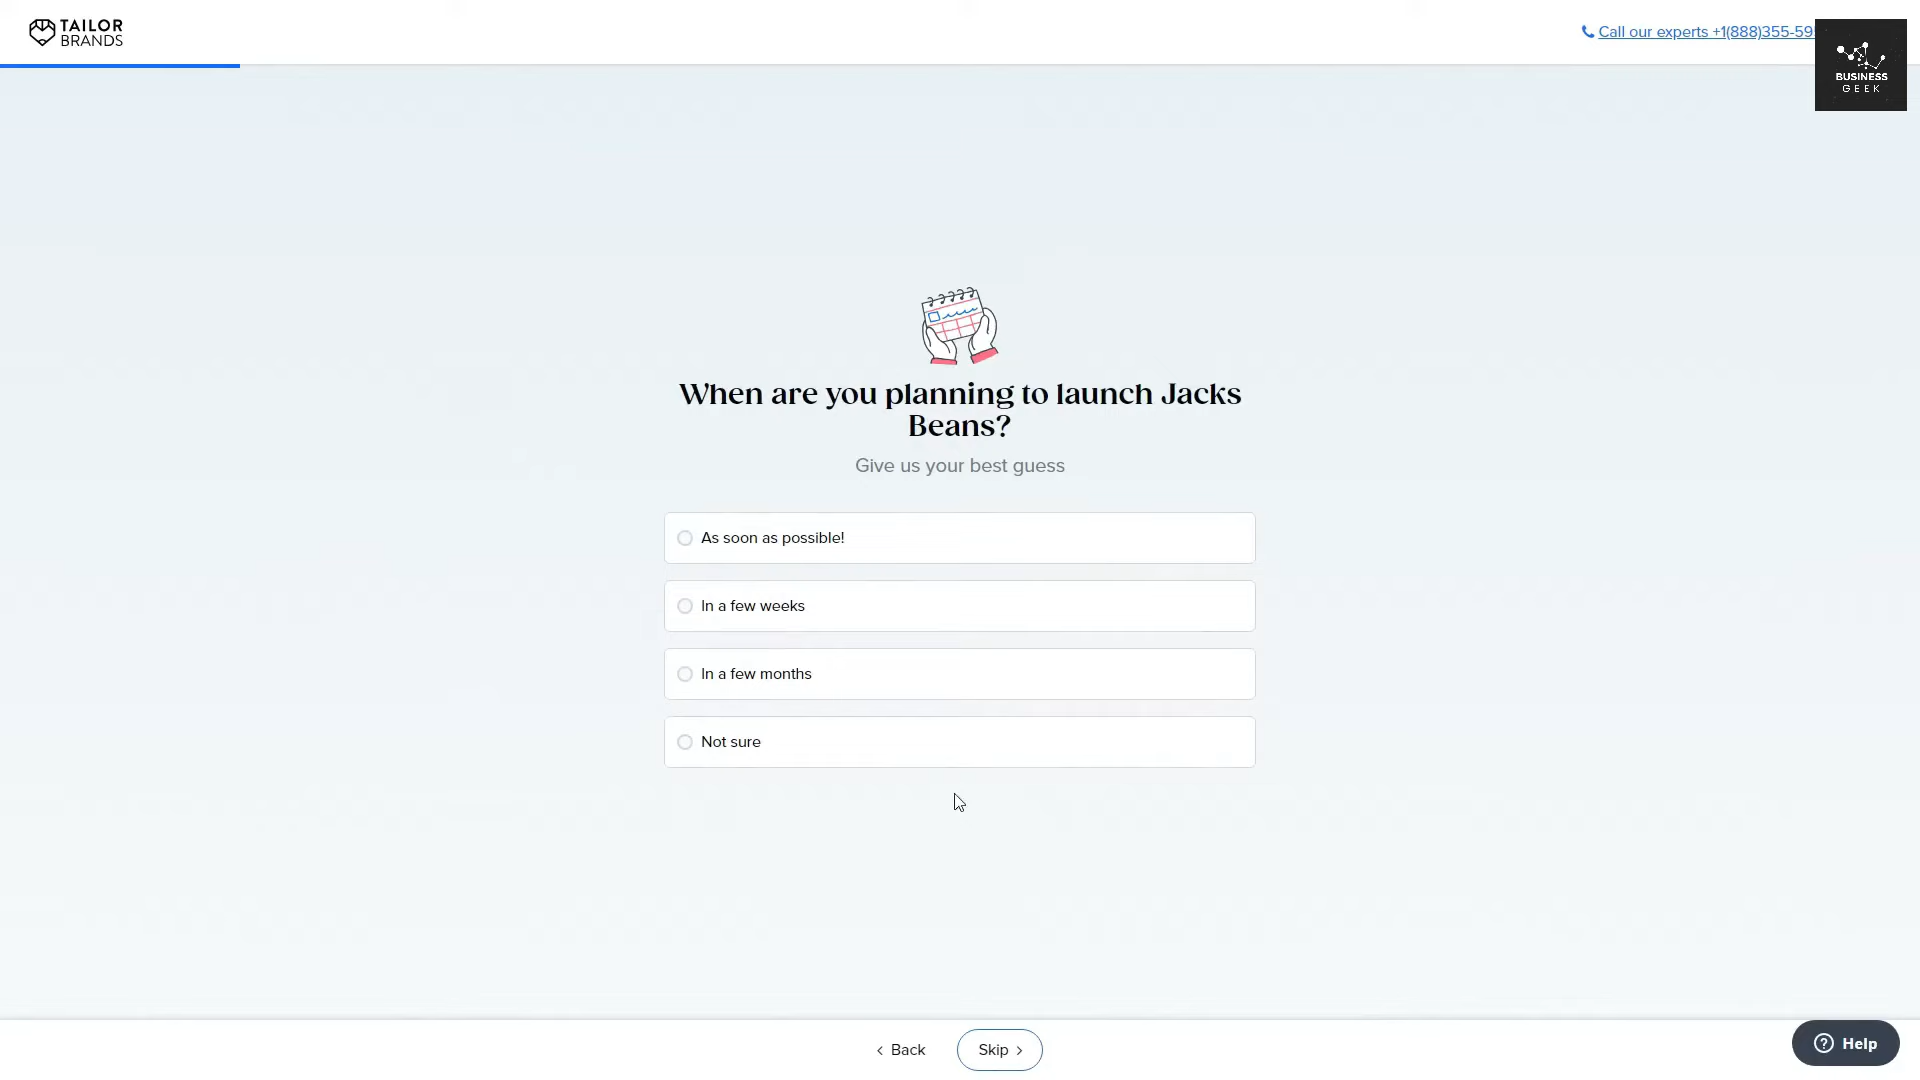 TAILOR
BRANDS
Call our experts +1(888)355-59
BUSINESS
GEEK
When are you planning to launch Jacks
Beans?
Give us your best guess
As soon as possible!
In a few weeks
In a few months
Not sure
Back
Skip
Help